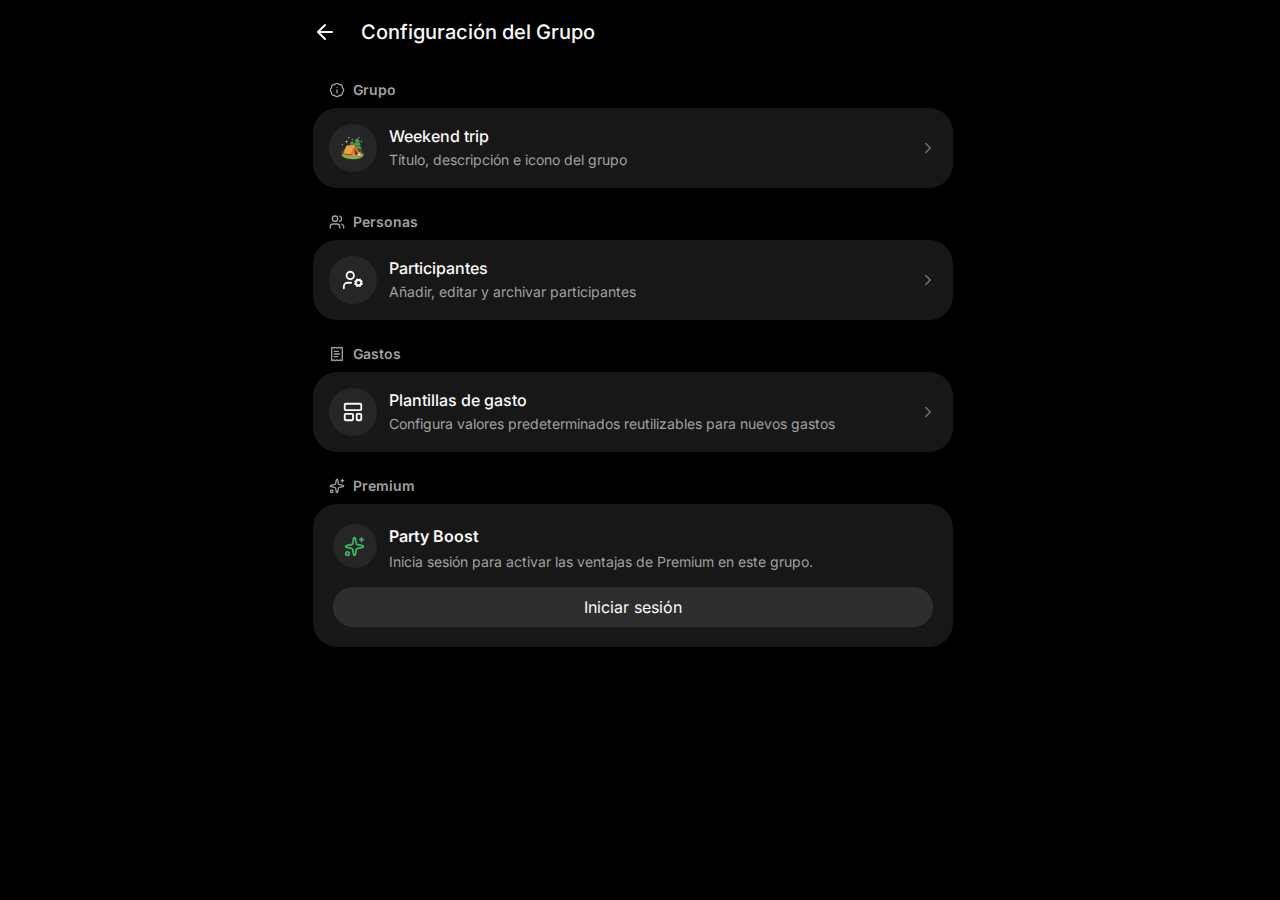 Configuración del Grupo
Grupo
Weekend trip
Título, descripción e icono del grupo
Personas
Participantes
Añadir, editar y archivar participantes
Gastos
Plantillas de gasto
Configura valores predeterminados reutilizables para nuevos gastos
Premium
Party Boost
Inicia sesión para activar las ventajas de Premium en este grupo.
Iniciar sesión